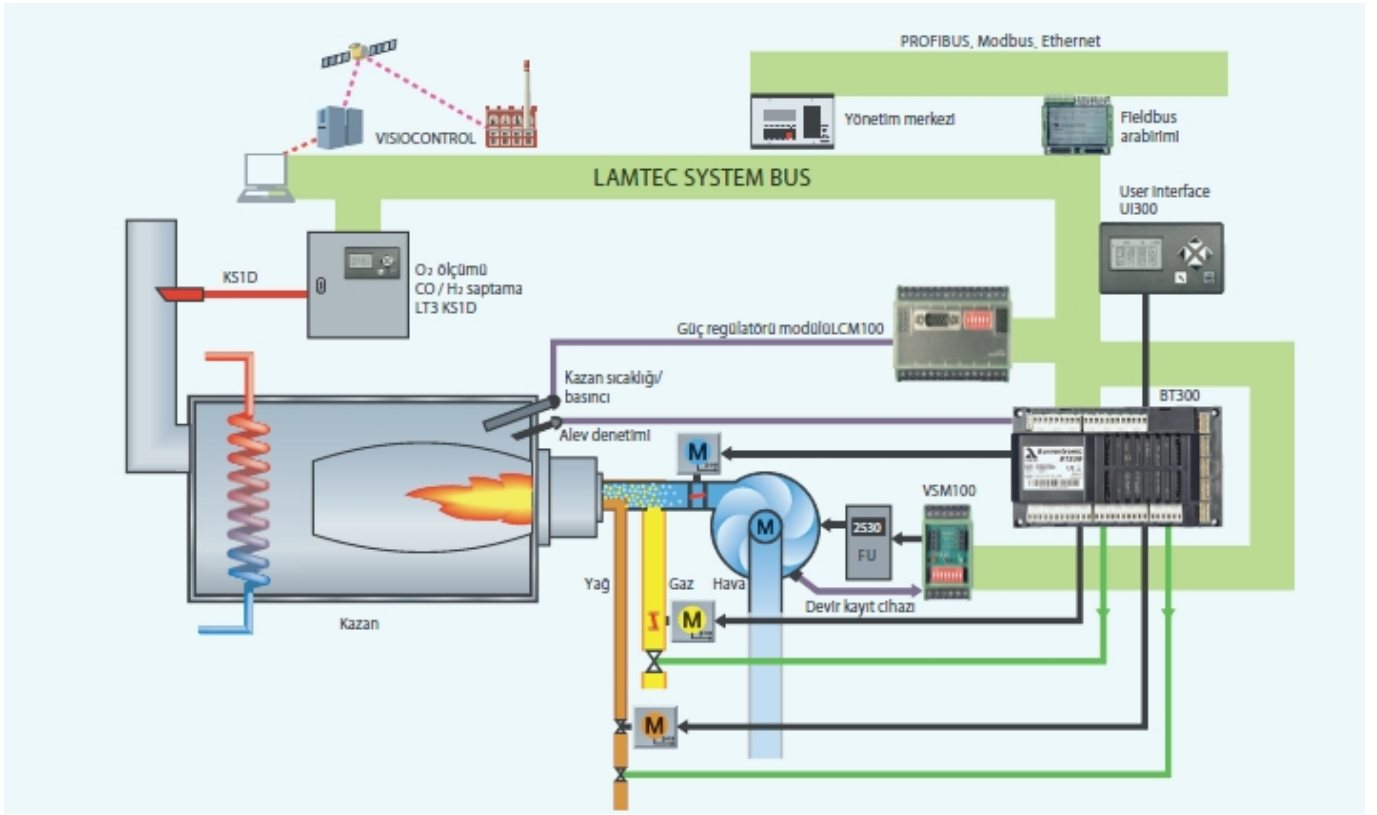 PROFIBUS, Modbus, Ethernet
Yönetim merkezi
Fieldbus
arabirimi
VISIOCONTROL
LAMTEC SYSTEM BUS
User Interface
UI300
KS1D
O₂ ölçümü
CO / H₂ saptama
LT3 KS1D
Güç regülatörü modülüLCM100
Kazan sıcaklığı/
basıncı
Alev denetimi
BT300
M
VSM100
M
2530
FU
Yağ
Gaz
Hava
Devir kayıt cihazı
M
Kazan
M